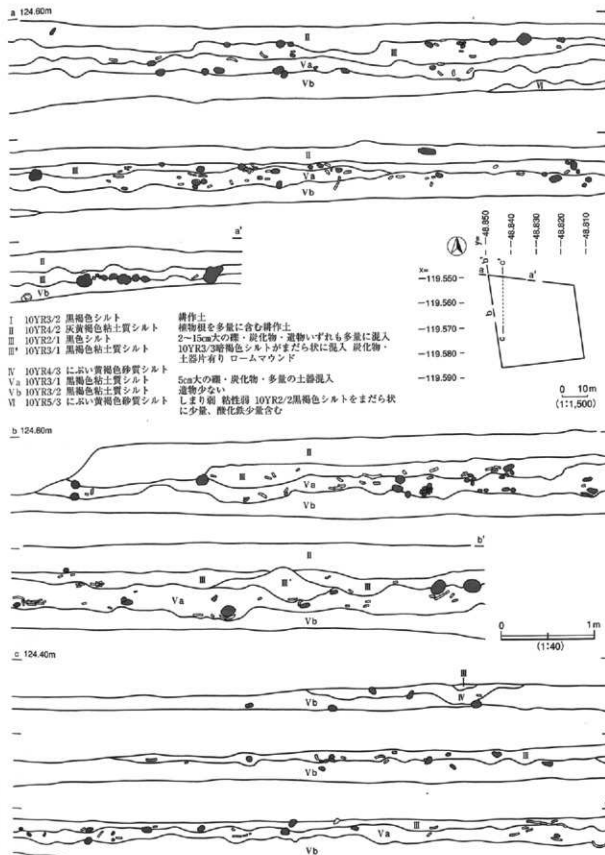 a 124.60m
II
III
Va
Vb
6
VI
II
III
Va
Vb
a'
II
III
Vb
y=
-48.850
-48.840
-48.830
-48.820
-48.810
x=
-119.550
-119.560
-119.570
-119.580
-119.590
a b' c'
a'
b
c
0 10m
(1:1,500)
I 10YR3/2 黒褐色シルト 耕作土
II 10YR4/2 灰黄褐色粘土質シルト 植物根を多量に含む耕作土
III 10YR2/1 黒色シルト 2~15cm大の礫・炭化物・遺物いずれも多量に混入
III' 10YR3/1 黒褐色粘土質シルト 10YR3/3暗褐色シルトがまだら状に混入 炭化物・
土器片有り ロームマウンド
IV 10YR4/3 にぶい黄褐色砂質シルト
Va 10YR3/1 黒褐色粘土質シルト 5cm大の礫・炭化物・多量の土器混入
Vb 10YR3/2 黒褐色粘土質シルト 遺物少ない
VI 10YR5/3 にぶい黄褐色砂質シルト しまり弱 粘性弱 10YR2/2黒褐色シルトをまだら状
に少量、酸化鉄少量含む
b 124.80m
II
III
Va
Vb
b'
II
III III' III
Va
Vb
0 1m
(1:40)
c 124.40m
III
IV
Vb
III
Vb
III
Va
Vb